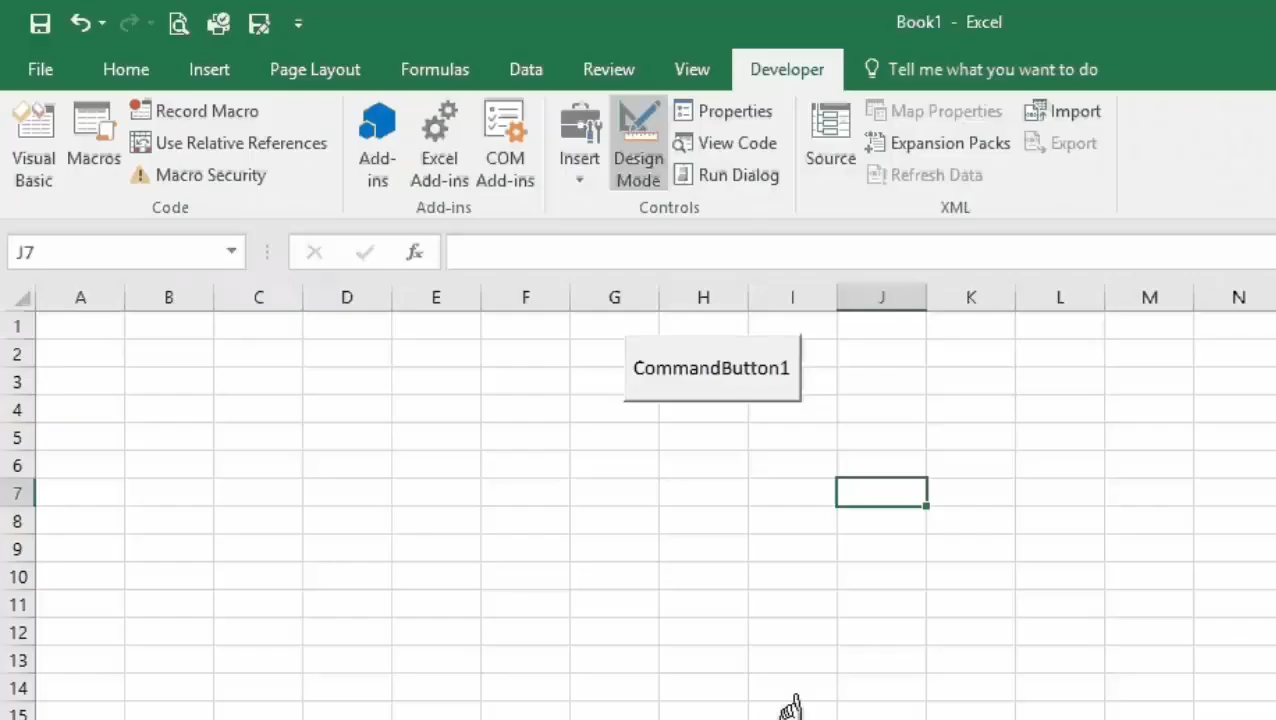 Book1 - Excel
File Home Insert Page Layout Formulas Data Review View Developer Tell me what you want to do
Visual Basic
Macros
Record Macro
Use Relative References
Macro Security
Code
Add-ins
Excel Add-ins
COM Add-ins
Add-ins
Insert
Design Mode
Properties
View Code
Run Dialog
Controls
Source
Map Properties
Expansion Packs
Refresh Data
Import
Export
XML
J7
fx
A B C D E F G H I J K L M N
1
2
CommandButton1
3
4
5
6
7
8
9
10
11
12
13
14
15